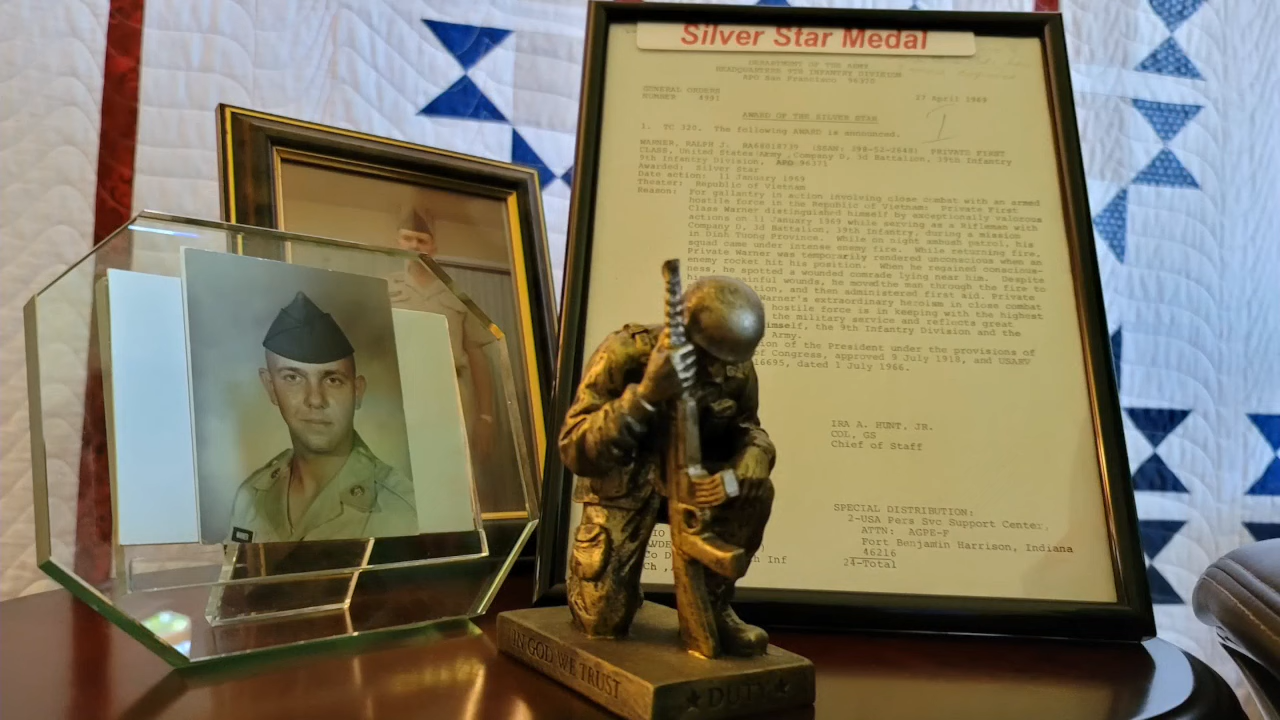 Silver Star Medal
DEPARTMENT OF THE ARMY
HEADQUARTERS 9TH INFANTRY DIVISION
APO San Francisco 96370
GENERAL ORDERS
NUMBER 4991
27 April 1969
AWARD OF THE SILVER STAR
1. TC 320. The following AWARD is announced.
WARNER, RALPH J. PRIVATE FIRST
CLASS, United States Army, Company D, 3d Battalion, 39th Infantry
9th Infantry Division, APO 96371
Awarded: Silver Star
Date action: 11 January 1969
Theater: Republic of Vietnam
Reason: For gallantry in action involving close combat with an armed
hostile force in the Republic of Vietnam: Private First
Class Warner distinguished himself by exceptionally valorous
actions on 11 January 1969 while serving as a Rifleman with
Company D, 3d Battalion, 39th Infantry, during a mission
in Dinh Tuong Province. While on night ambush patrol, his
squad came under intense enemy fire. While returning fire,
Private Warner was temporarily rendered unconscious when an
enemy rocket hit his position. When he regained conscious-
ness, he spotted a wounded comrade lying near him. Despite
his painful wounds, he moved the man through the fire to
tion, and then administered first aid. Private
Warner's extraordinary heroism in close combat
hostile force is in keeping with the highest
the military service and reflects great
himself, the 9th Infantry Division and the
Army.
ion of the President under the provisions of
of Congress, approved 9 July 1918, and USARV
16695, dated 1 July 1966.
IRA A. HUNT, JR.
COL, GS
Chief of Staff
SPECIAL DISTRIBUTION:
2-USA Pers Svc Support Center,
ATTN: AGPE-F
Fort Benjamin Harrison, Indiana
46216
24-Total
Co D
h Inf
IN GOD WE TRUST
★ DUTY ★